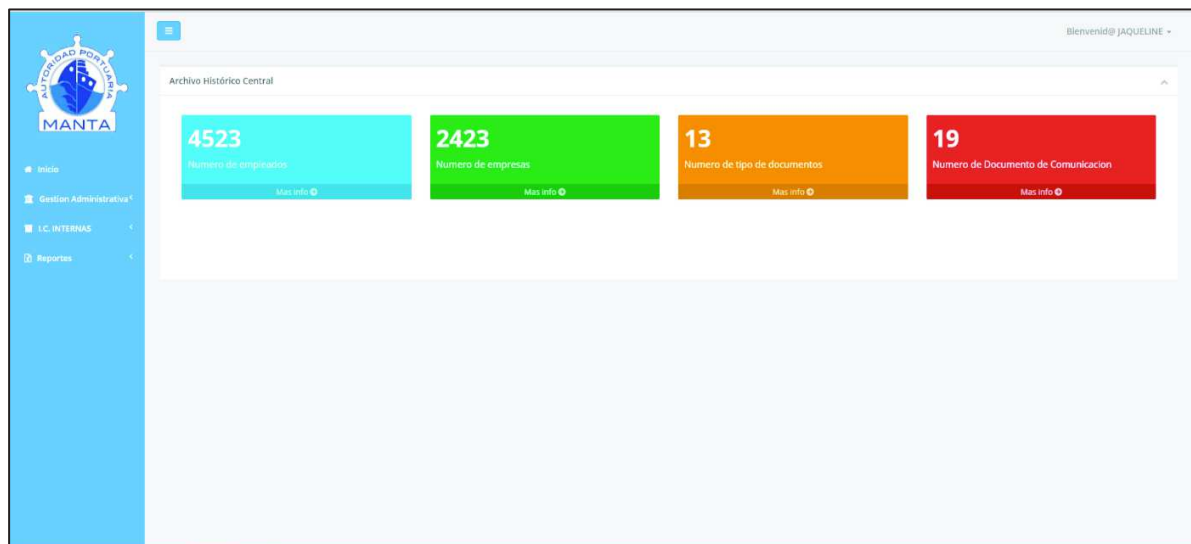 AUTORIDAD PORTUARIA
MANTA
Inicio
Gestion Administrativa
I.C. INTERNAS
Reportes
Bienvenid@ JAQUELINE
Archivo Histórico Central
4523
Numero de empleados
Mas info
2423
Numero de empresas
Mas info
13
Numero de tipo de documentos
Mas info
19
Numero de Documento de Comunicacion
Mas info